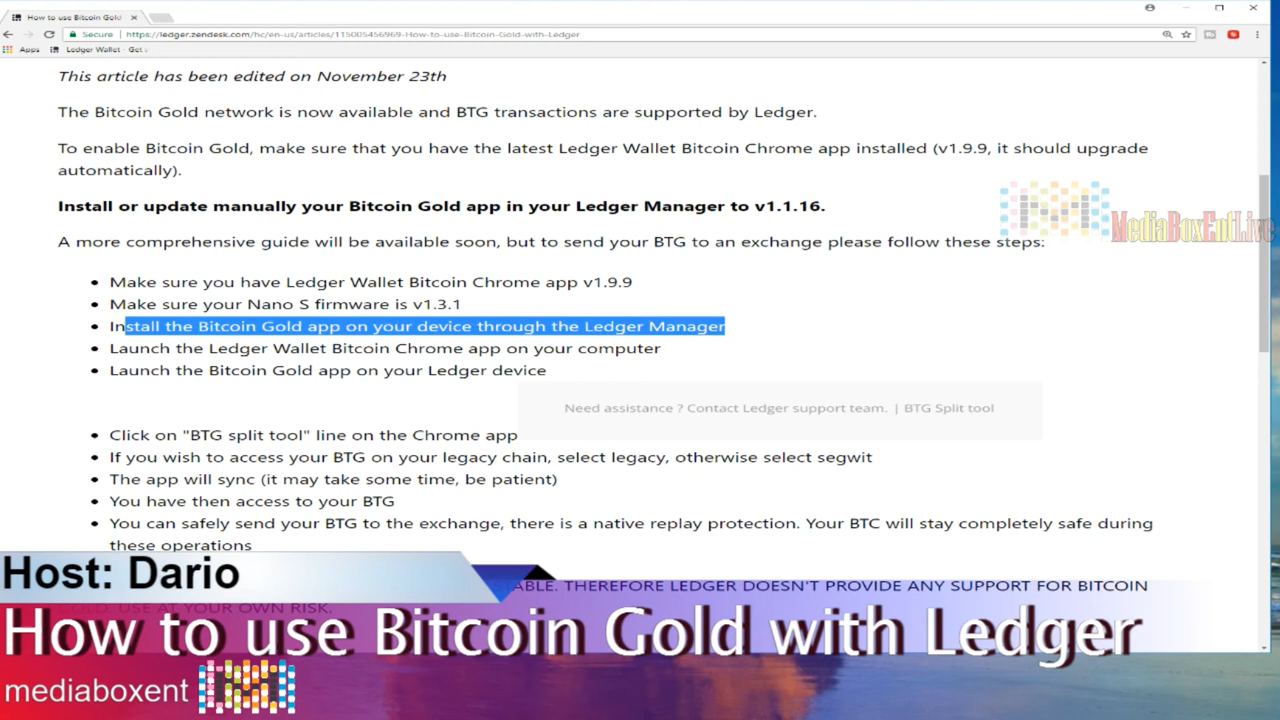 How to use Bitcoin Gold
Secure
https://ledger.zendesk.com/hc/en-us/articles/115005456969-How-to-use-Bitcoin-Gold-with-Ledger
Apps
Ledger Wallet - Get
This article has been edited on November 23th
The Bitcoin Gold network is now available and BTG transactions are supported by Ledger.
To enable Bitcoin Gold, make sure that you have the latest Ledger Wallet Bitcoin Chrome app installed (v1.9.9, it should upgrade
automatically).
Install or update manually your Bitcoin Gold app in your Ledger Manager to v1.1.16.
MediaBoxEntLive
A more comprehensive guide will be available soon, but to send your BTG to an exchange please follow these steps:
• Make sure you have Ledger Wallet Bitcoin Chrome app v1.9.9
• Make sure your Nano S firmware is v1.3.1
• Install the Bitcoin Gold app on your device through the Ledger Manager
• Launch the Ledger Wallet Bitcoin Chrome app on your computer
• Launch the Bitcoin Gold app on your Ledger device
Need assistance ? Contact Ledger support team. | BTG Split tool
• Click on "BTG split tool" line on the Chrome app
• If you wish to access your BTG on your legacy chain, select legacy, otherwise select segwit
• The app will sync (it may take some time, be patient)
• You have then access to your BTG
• You can safely send your BTG to the exchange, there is a native replay protection. Your BTC will stay completely safe during
these operations
Host: Dario
ABLE. THEREFORE LEDGER DOESN'T PROVIDE ANY SUPPORT FOR BITCOIN
GOLD. USE AT YOUR OWN RISK.
How to use Bitcoin Gold with Ledger
mediaboxent